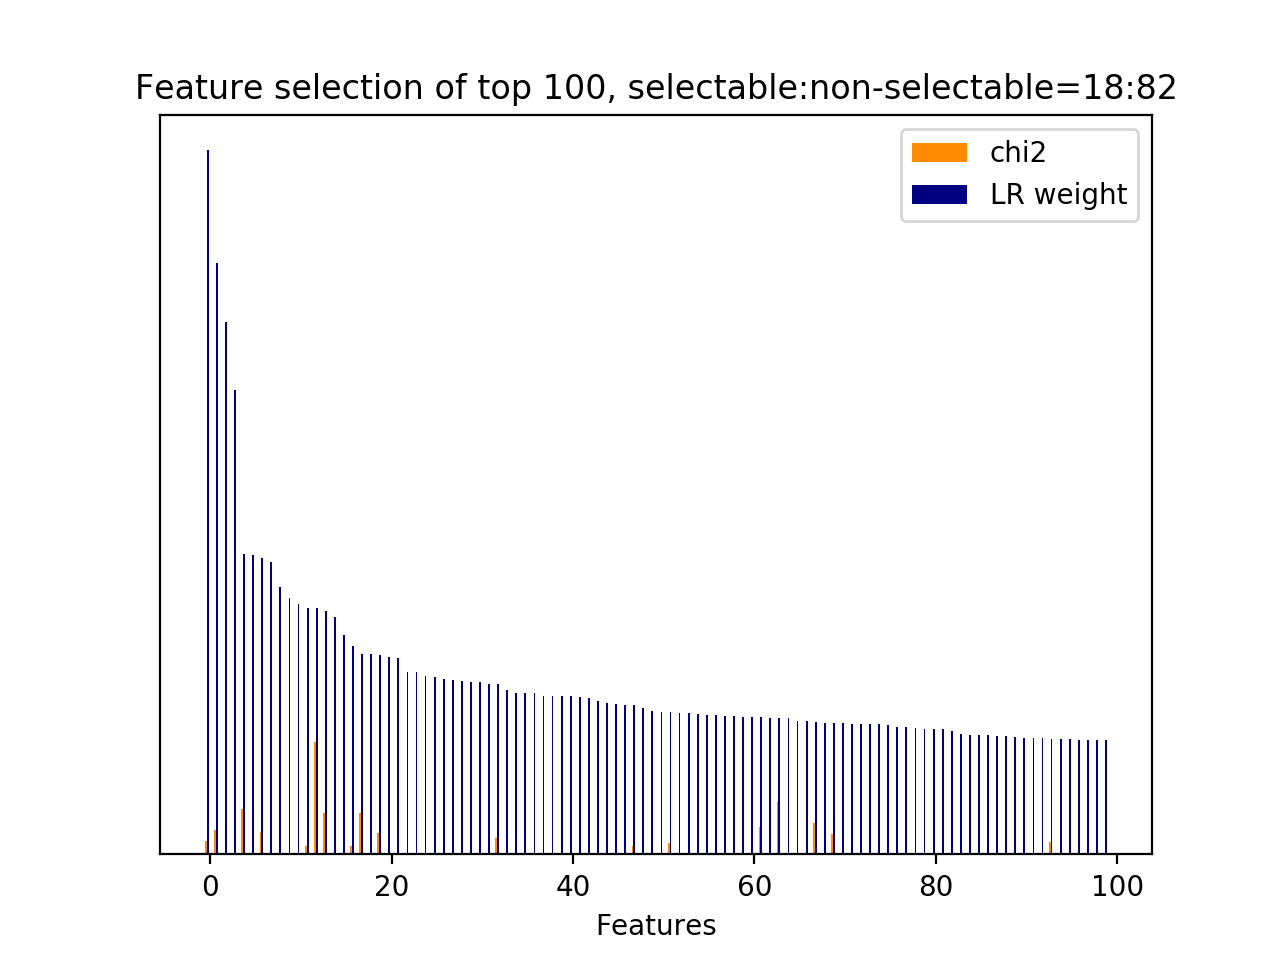 Feature selection of top 100, selectable:non-selectable=18:82
chi2
LR weight
0 20 40 60 80 100
Features